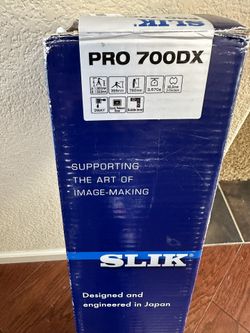 SLIK
PRO 700DX
SUPPORTING
THE ART OF
IMAGE-MAKING
SLIK
Designed and
engineered in Japan